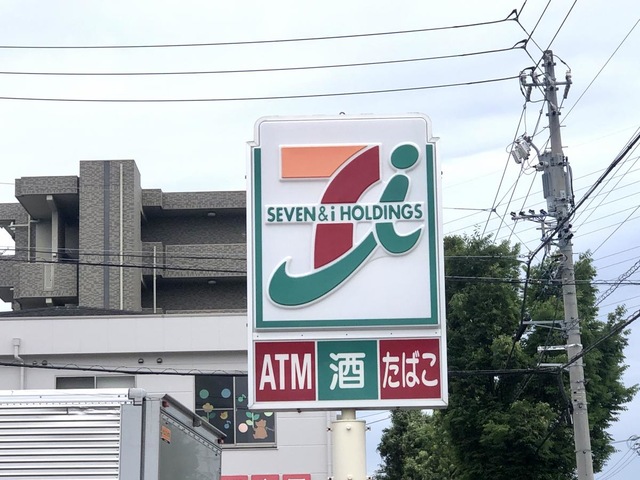 SEVEN & i HOLDINGS
ATM 酒 たばこ